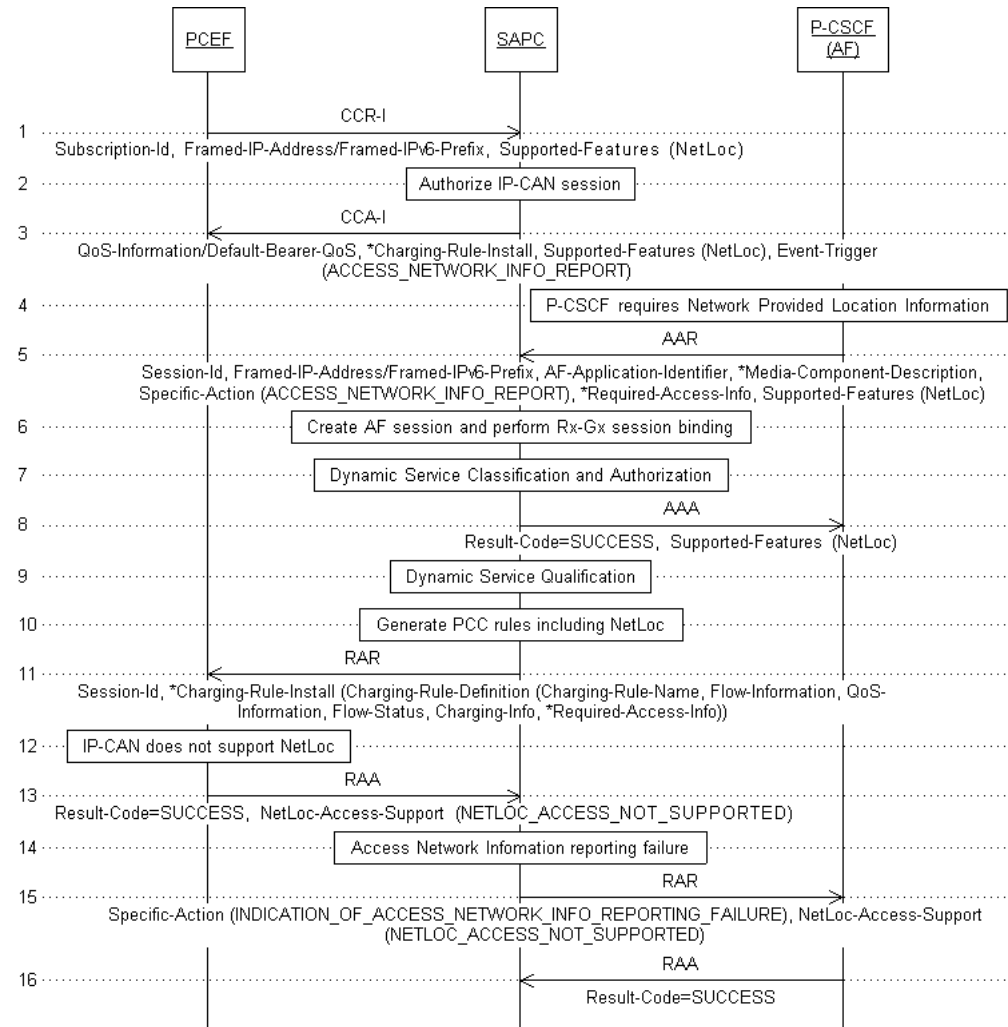 PCEF
SAPC
P-CSCF
(AF)
CCR-I
1
Subscription-Id, Framed-IP-Address/Framed-IPv6-Prefix, Supported-Features (NetLoc)
2
Authorize IP-CAN session
CCA-I
3
QoS-Information/Default-Bearer-QoS, *Charging-Rule-Install, Supported-Features (NetLoc), Event-Trigger
(ACCESS_NETWORK_INFO_REPORT)
4
P-CSCF requires Network Provided Location Information
AAR
5
Session-Id, Framed-IP-Address/Framed-IPv6-Prefix, AF-Application-Identifier, *Media-Component-Description,
Specific-Action (ACCESS_NETWORK_INFO_REPORT), *Required-Access-Info, Supported-Features (NetLoc)
6
Create AF session and perform Rx-Gx session binding
7
Dynamic Service Classification and Authorization
AAA
8
Result-Code=SUCCESS, Supported-Features (NetLoc)
9
Dynamic Service Qualification
10
Generate PCC rules including NetLoc
RAR
11
Session-Id, *Charging-Rule-Install (Charging-Rule-Definition (Charging-Rule-Name, Flow-Information, QoS-
Information, Flow-Status, Charging-Info, *Required-Access-Info))
12
IP-CAN does not support NetLoc
RAA
13
Result-Code=SUCCESS, NetLoc-Access-Support (NETLOC_ACCESS_NOT_SUPPORTED)
14
Access Network Infomation reporting failure
RAR
15
Specific-Action (INDICATION_OF_ACCESS_NETWORK_INFO_REPORTING_FAILURE), NetLoc-Access-Support
(NETLOC_ACCESS_NOT_SUPPORTED)
RAA
16
Result-Code=SUCCESS